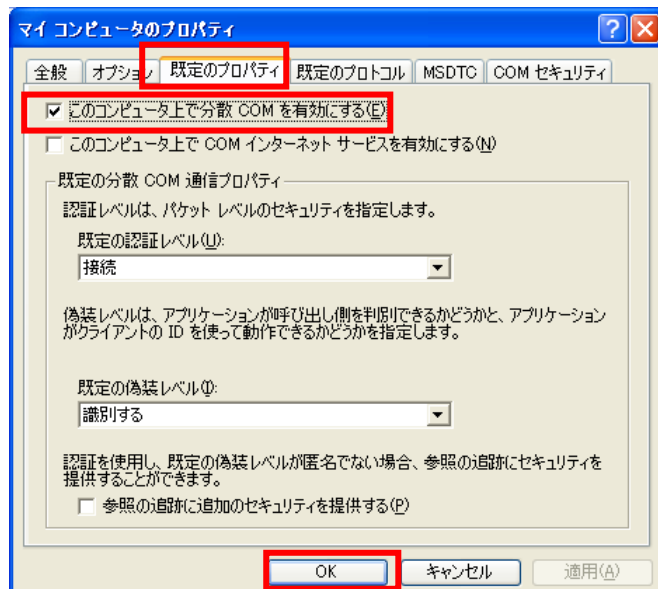 マイ コンピュータのプロパティ
全般 オプション 既定のプロパティ 既定のプロトコル MSDTC COM セキュリティ
このコンピュータ上で分散 COM を有効にする(E)
このコンピュータ上で COM インターネット サービスを有効にする(N)
既定の分散 COM 通信プロパティ
認証レベルは、パケット レベルのセキュリティを指定します。
既定の認証レベル(U):
接続
偽装レベルは、アプリケーションが呼び出し側を判別できるかどうかと、アプリケーション
がクライアントの ID を使って動作できるかどうかを指定します。
既定の偽装レベル(I):
識別する
認証を使用し、既定の偽装レベルが匿名でない場合、参照の追跡にセキュリティを
提供することができます。
参照の追跡に追加のセキュリティを提供する(P)
OK キャンセル 適用(A)